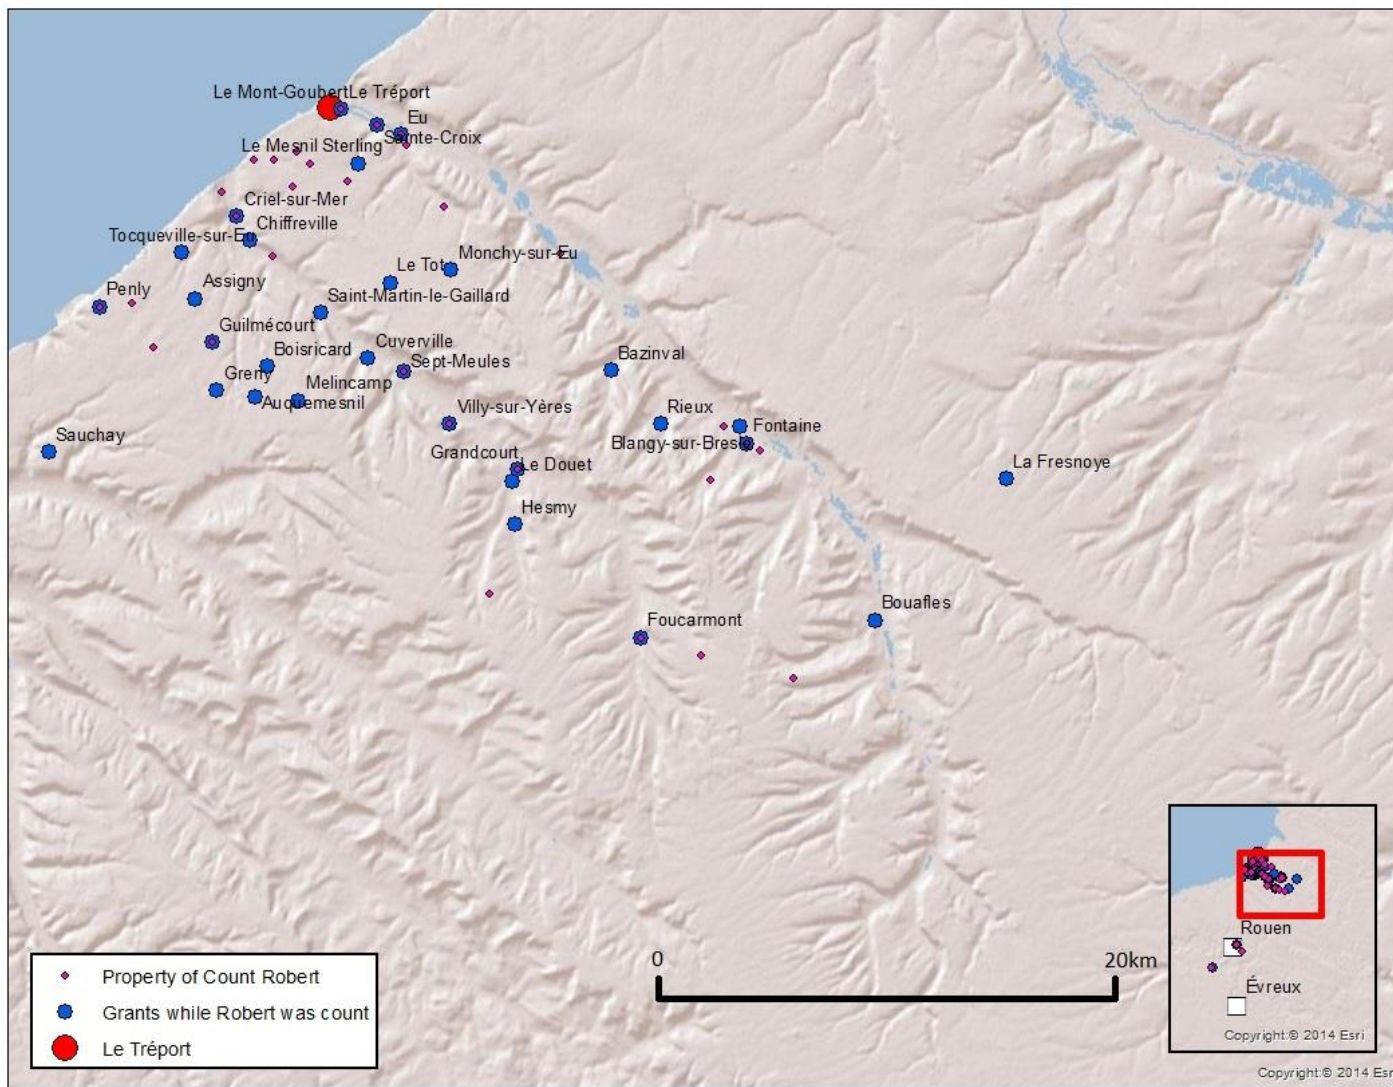 Le Mont-Goubert Le Tréport
Eu
Sainte-Croix
Le Mesnil Sterling
Criel-sur-Mer
Chiffreville
Tocqueville-sur-Eu
Monchy-sur-Eu
Le Tot
Assigny
Penly
Saint-Martin-le-Gaillard
Guilmécourt
Cuverville
Boisricard
Sept-Meules
Bazinval
Greny
Melincamp
Auquemesnil
Villy-sur-Yères
Rieux
Fontaine
Sauchay
Blangy-sur-Bresle
Grandcourt
Le Douet
La Fresnoye
Hesmy
Bouafles
Foucarmont
0 20km
Property of Count Robert
Grants while Robert was count
Le Tréport
Rouen
Évreux
Copyright:© 2014 Esri
Copyright:© 2014 Esr